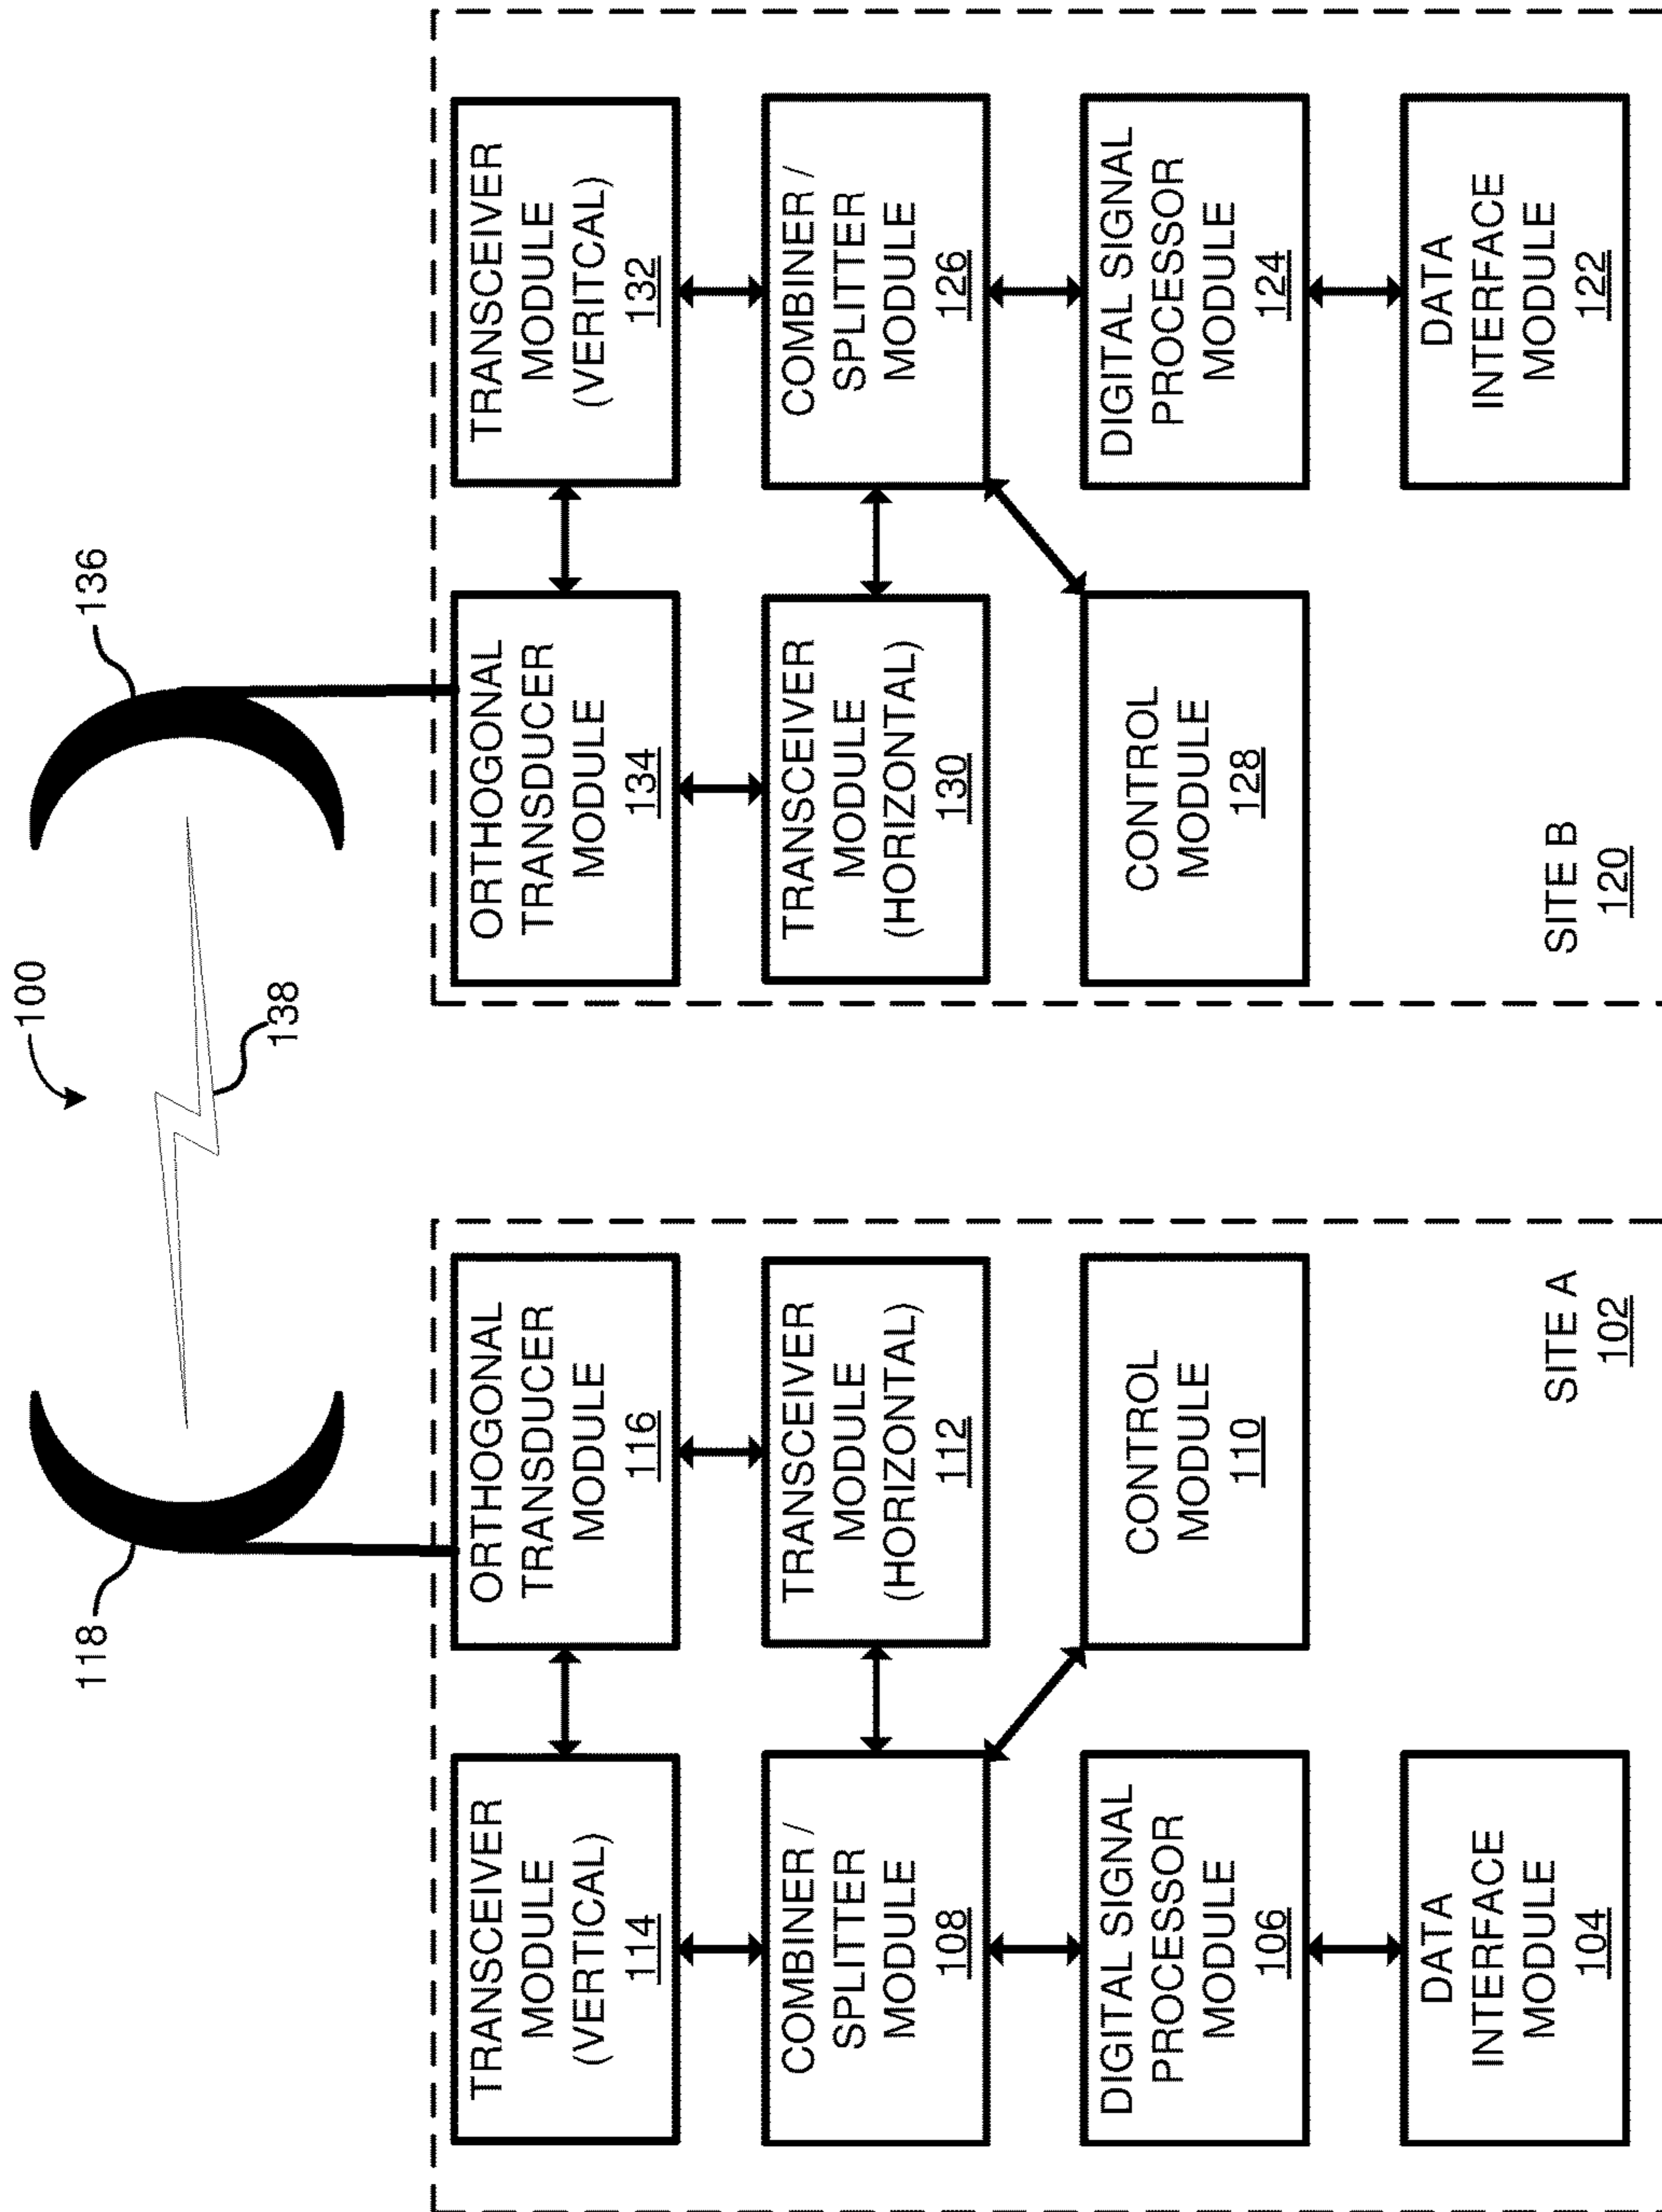 100
118
138
136
TRANSCEIVER
MODULE
(VERTICAL)
114
ORTHOGONAL
TRANSDUCER
MODULE
116
COMBINER /
SPLITTER
MODULE
108
TRANSCEIVER
MODULE
(HORIZONTAL)
112
DIGITAL SIGNAL
PROCESSOR
MODULE
106
CONTROL
MODULE
110
DATA
INTERFACE
MODULE
104
SITE A
102
ORTHOGONAL
TRANSDUCER
MODULE
134
TRANSCEIVER
MODULE
(VERITCAL)
132
TRANSCEIVER
MODULE
(HORIZONTAL)
130
COMBINER /
SPLITTER
MODULE
126
CONTROL
MODULE
128
DIGITAL SIGNAL
PROCESSOR
MODULE
124
SITE B
120
DATA
INTERFACE
MODULE
122